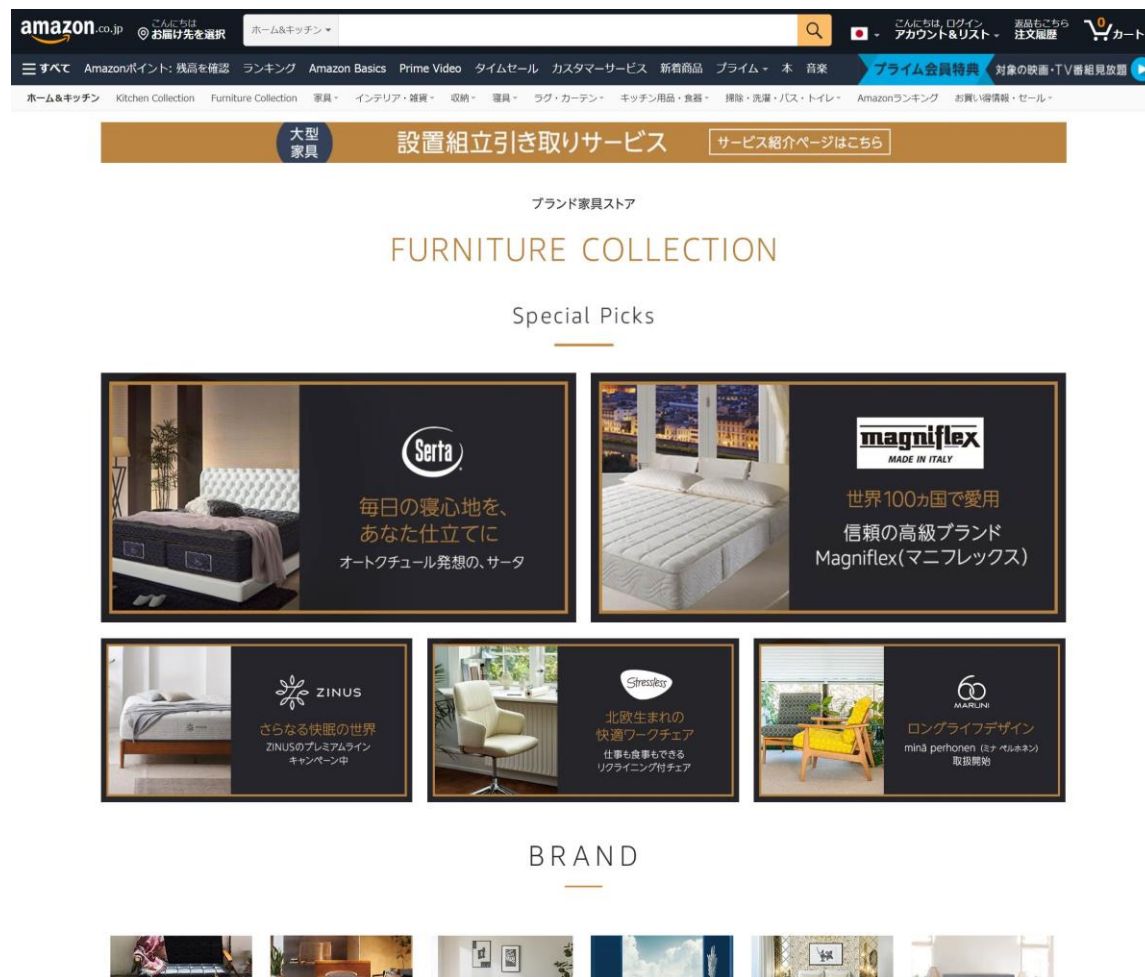 amazon.co.jp
こんにちは
お届け先を選択
ホーム&キッチン
こんにちは, ログイン
アカウント&リスト
返品もこちら
注文履歴
0
カート
すべて Amazonポイント: 残高を確認 ランキング Amazon Basics Prime Video タイムセール カスタマーサービス 新着商品 プライム 本 音楽
プライム会員特典 対象の映画・TV番組見放題
ホーム&キッチン Kitchen Collection Furniture Collection 家具 インテリア・雑貨 収納 寝具 ラグ・カーテン キッチン用品・食器 掃除・洗濯・バス・トイレ Amazonランキング お買い得情報・セール
大型
家具
設置組立引き取りサービス
サービス紹介ページはこちら
ブランド家具ストア
FURNITURE COLLECTION
Special Picks
Serta
毎日の寝心地を、
あなた仕立てに
オートクチュール発想の、サータ
magniflex
MADE IN ITALY
世界100ヵ国で愛用
信頼の高級ブランド
Magniflex(マニフレックス)
ZINUS
さらなる快眠の世界
ZINUSのプレミアムライン
キャンペーン中
Stressless
北欧生まれの
快適ワークチェア
仕事も食事もできる
リクライニング付チェア
60
MARUNI
ロングライフデザイン
minä perhonen (ミナ ペルホネン)
取扱開始
BRAND